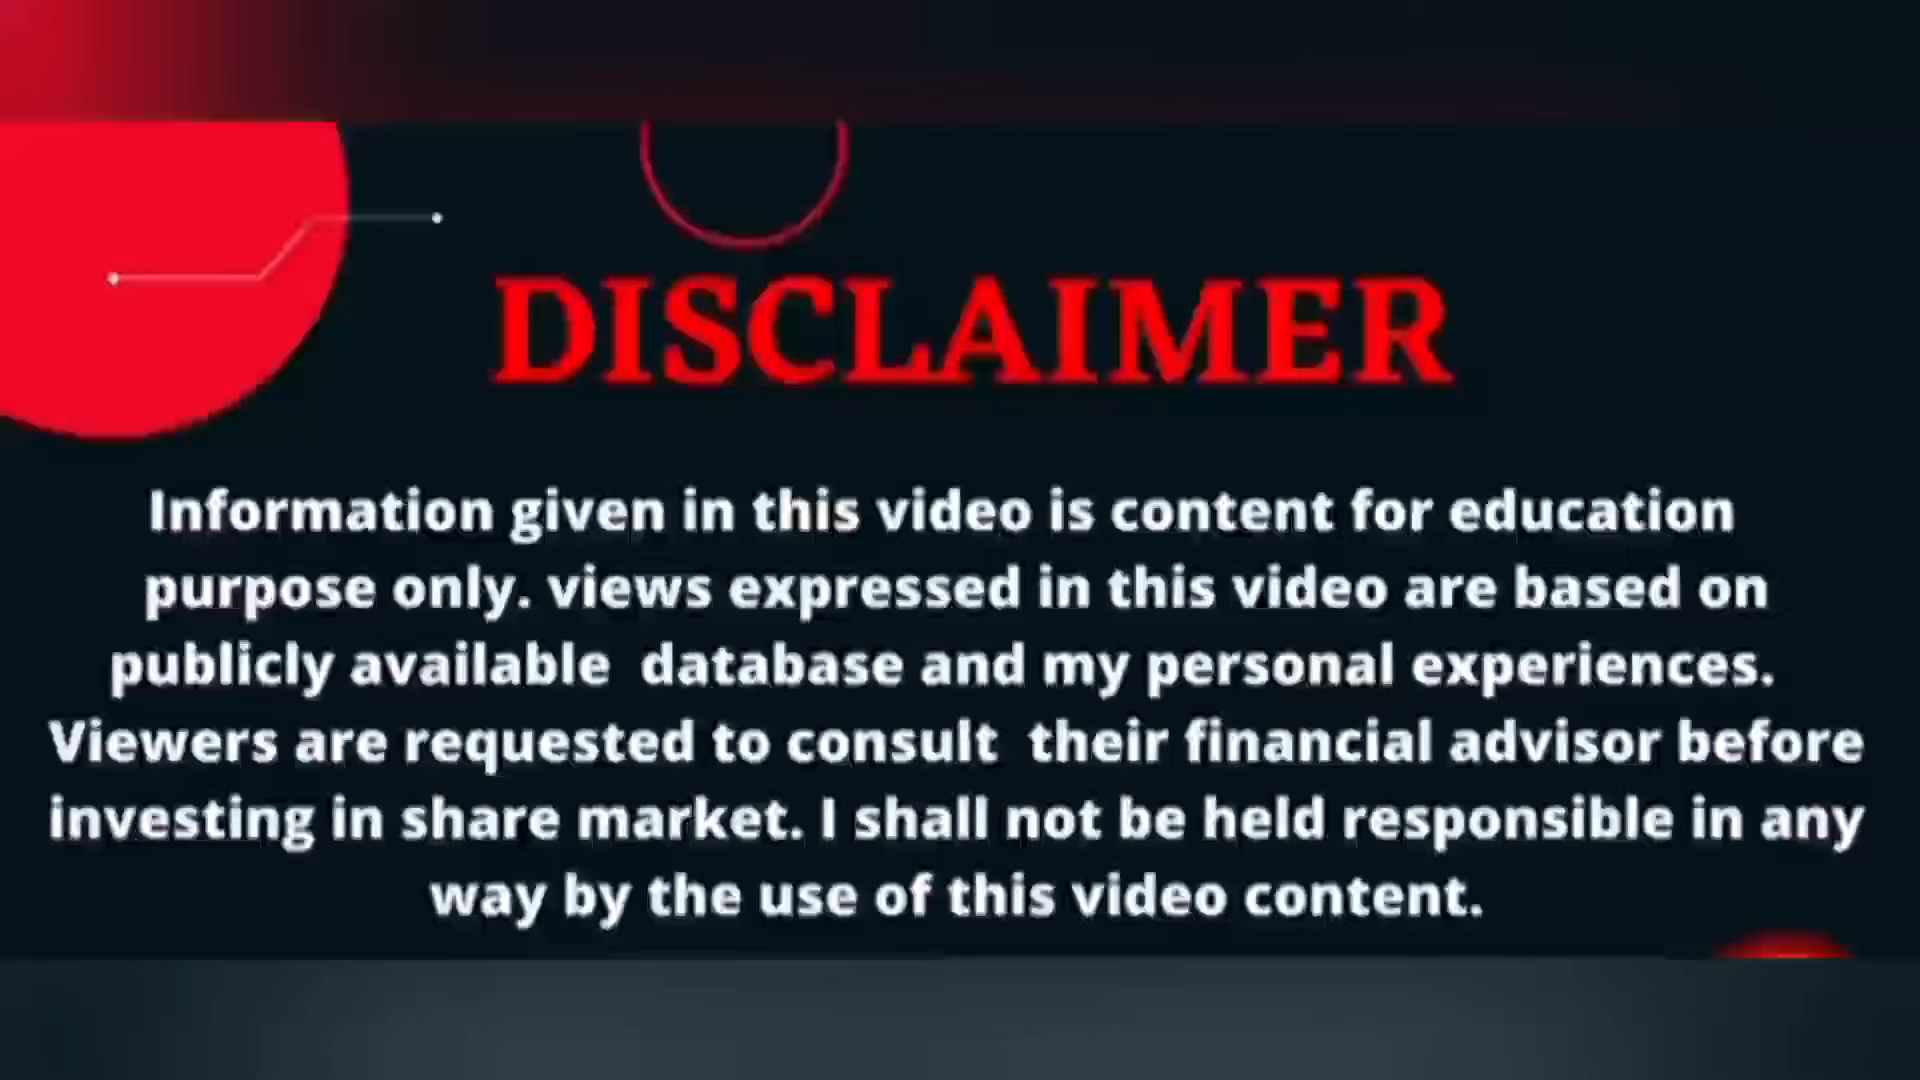 DISCLAIMER
Information given in this video is content for education
purpose only. views expressed in this video are based on
publicly available database and my personal experiences.
Viewers are requested to consult their financial advisor before
investing in share market. I shall not be held responsible in any
way by the use of this video content.